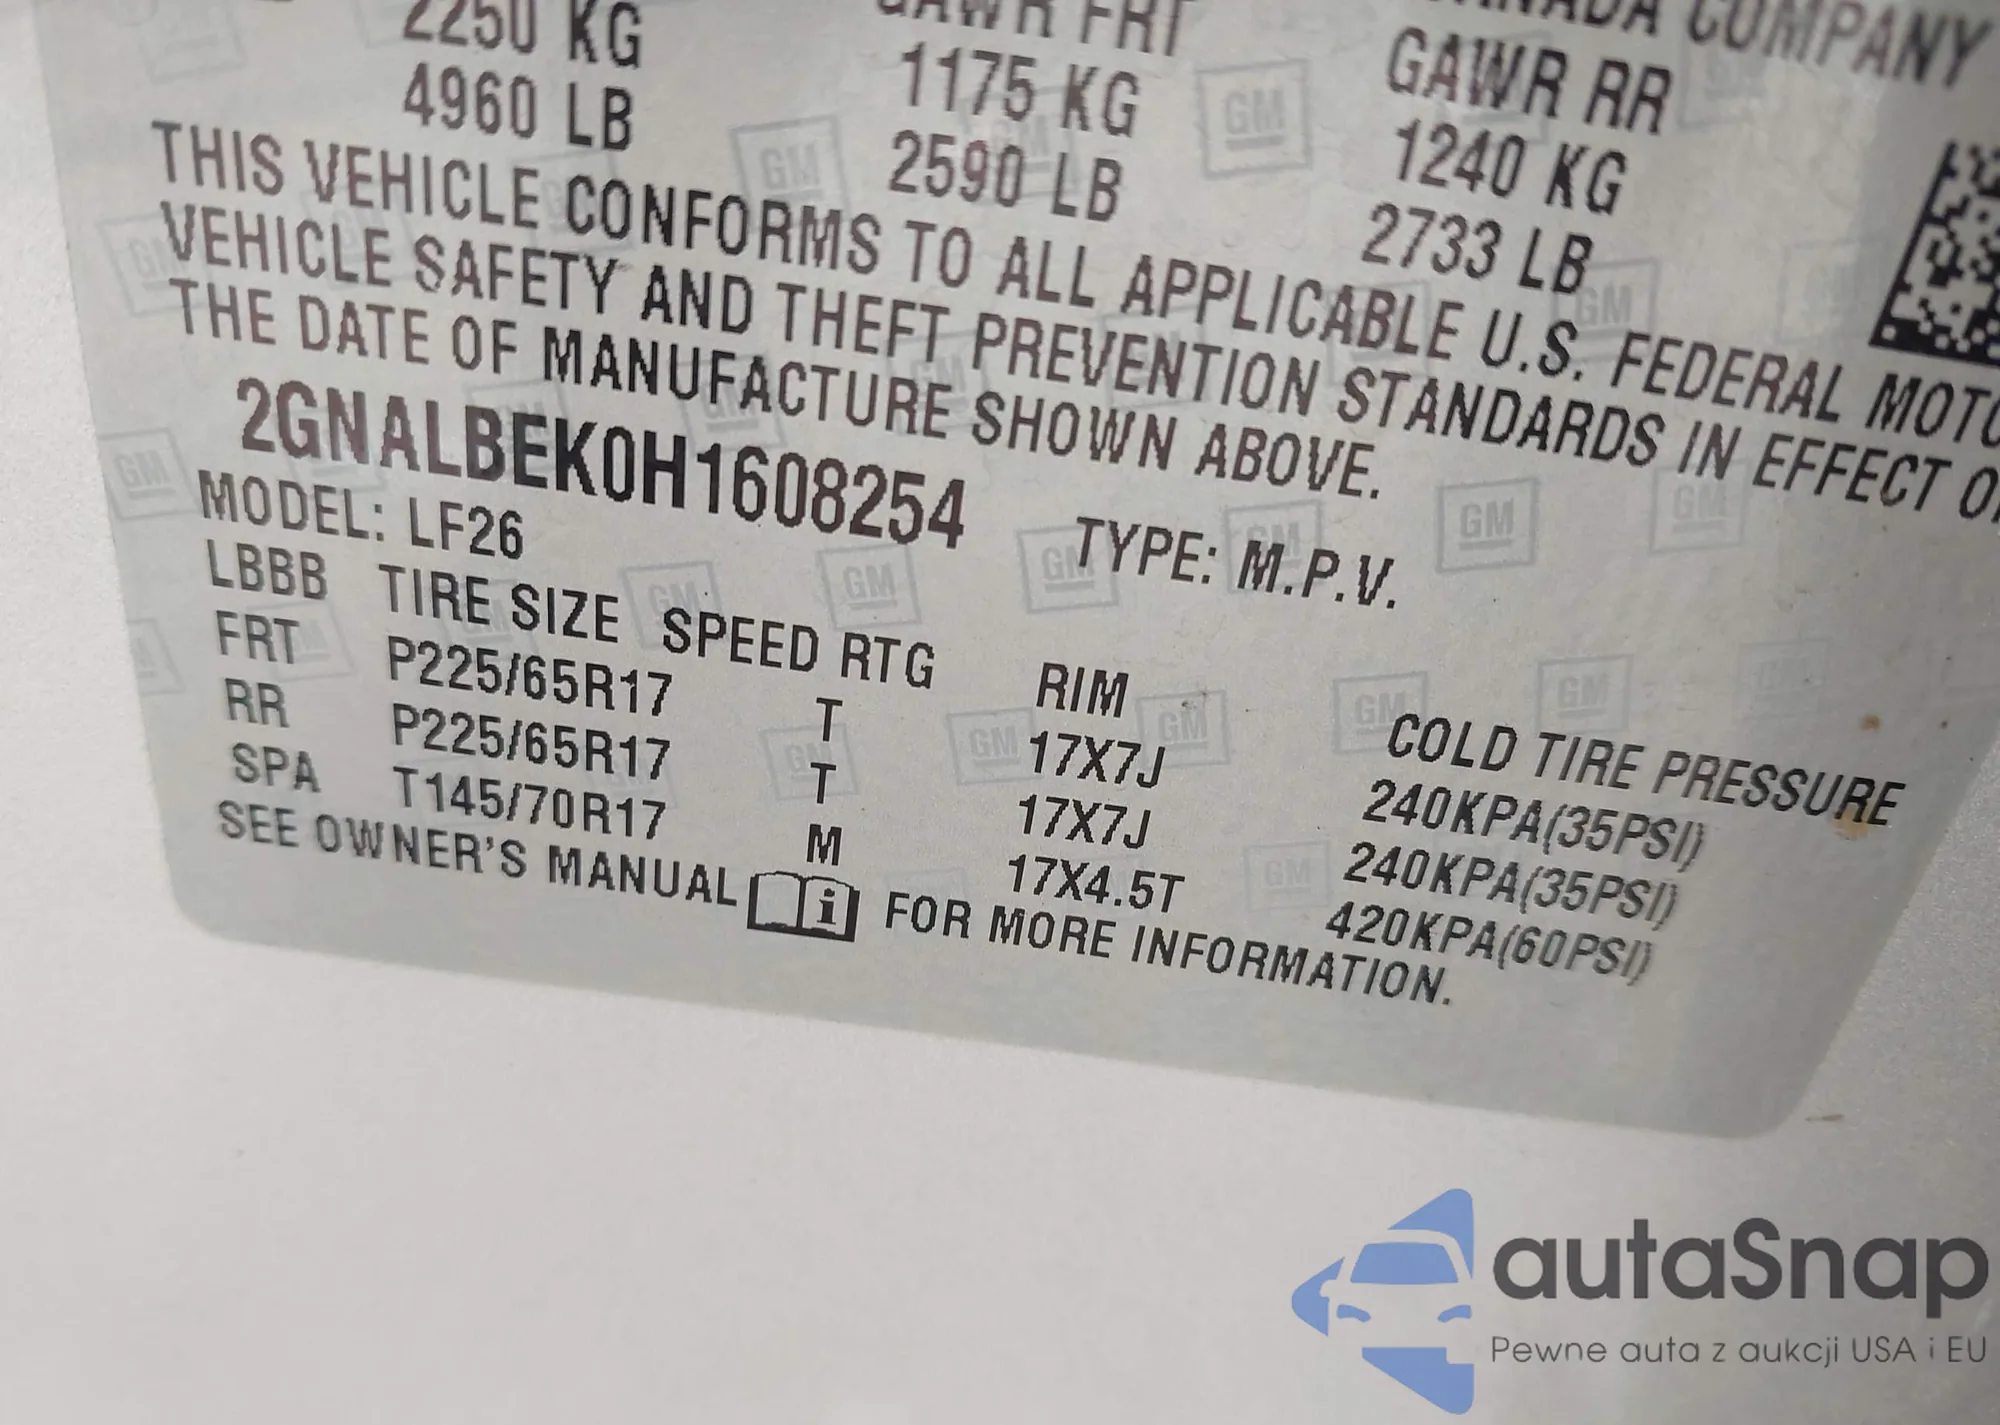 CANADA COMPANY
2250 KG GAWR FRT GAWR RR
4960 LB 1175 KG 1240 KG
2590 LB 2733 LB
THIS VEHICLE CONFORMS TO ALL APPLICABLE U.S. FEDERAL MOTO
VEHICLE SAFETY AND THEFT PREVENTION STANDARDS IN EFFECT O
THE DATE OF MANUFACTURE SHOWN ABOVE.
2GNALBEK0H1608254 TYPE: M.P.V.
MODEL: LF26
LBBB TIRE SIZE SPEED RTG RIM COLD TIRE PRESSURE
FRT P225/65R17 T 17X7J 240KPA(35PSI)
RR P225/65R17 T 17X7J 240KPA(35PSI)
SPA T145/70R17 M 17X4.5T 420KPA(60PSI)
SEE OWNER'S MANUAL i FOR MORE INFORMATION.
autaSnap
Pewne auta z aukcji USA i EU